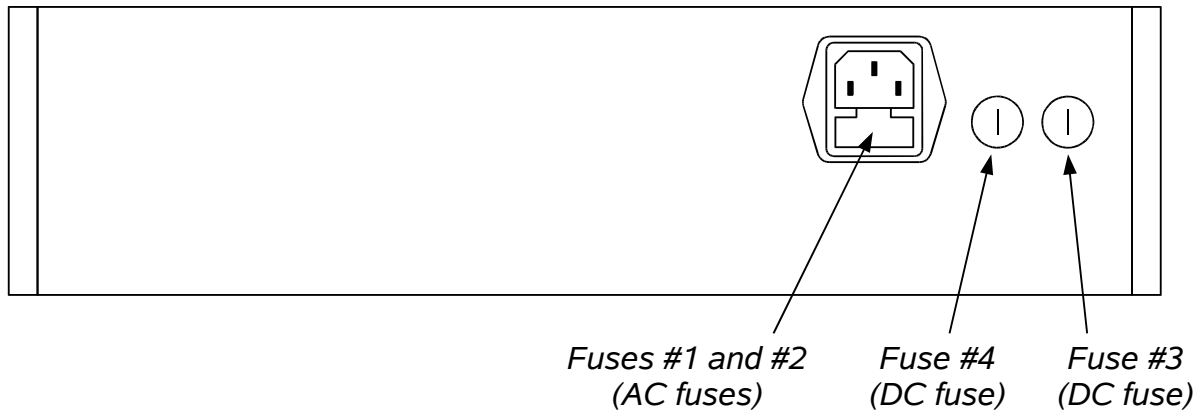 Fuses #1 and #2
(AC fuses)
Fuse #4
(DC fuse)
Fuse #3
(DC fuse)